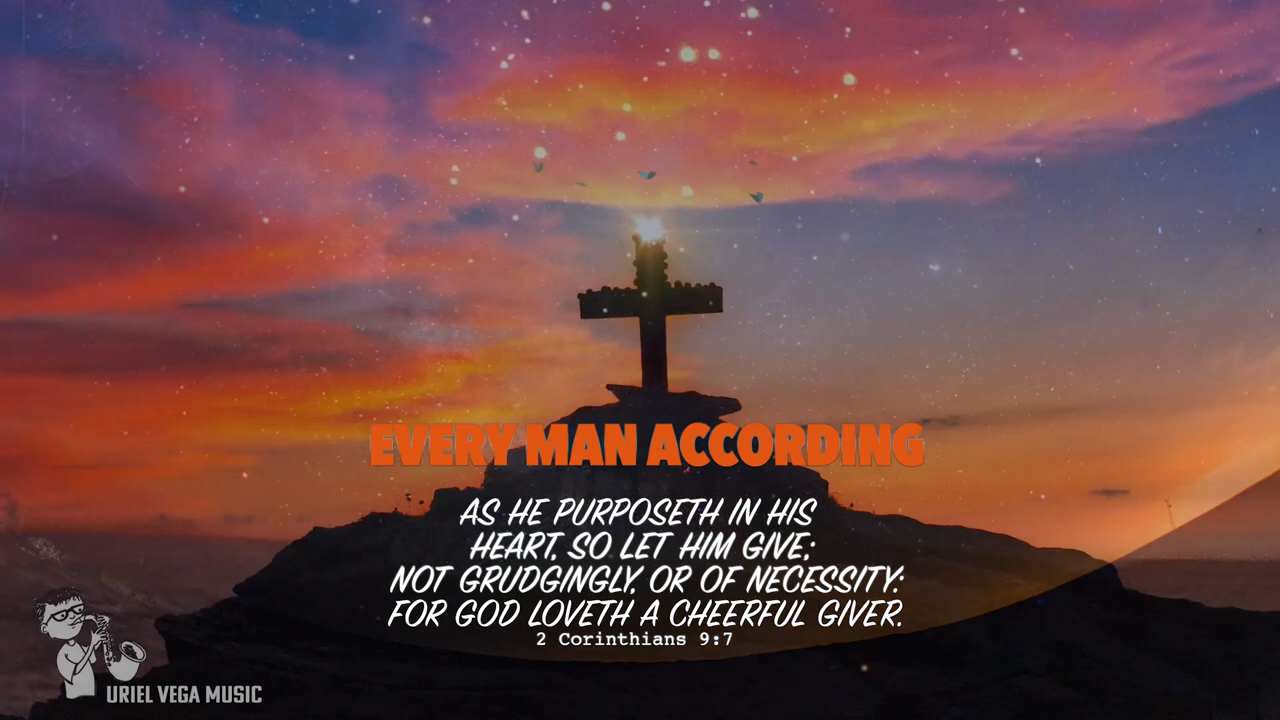 EVERY MAN ACCORDING
AS HE PURPOSETH IN HIS
HEART, SO LET HIM GIVE;
NOT GRUDGINGLY, OR OF NECESSITY:
FOR GOD LOVETH A CHEERFUL GIVER.
2 Corinthians 9:7
URIEL VEGA MUSIC